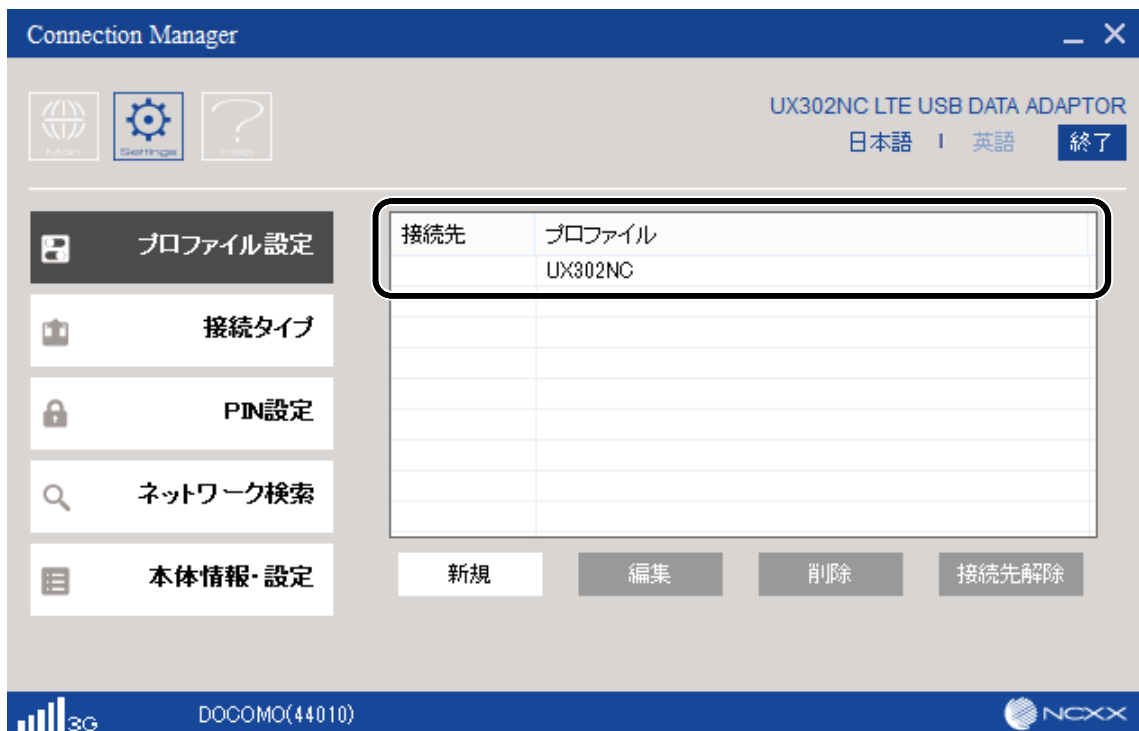 Connection Manager
Main
Settings
Help
UX302NC LTE USB DATA ADAPTOR
日本語 | 英語 終了
プロファイル設定
接続タイプ
PIN設定
ネットワーク検索
本体情報・設定
接続先 プロファイル
UX302NC
新規 編集 削除 接続先解除
3G DOCOMO(44010) NCXX